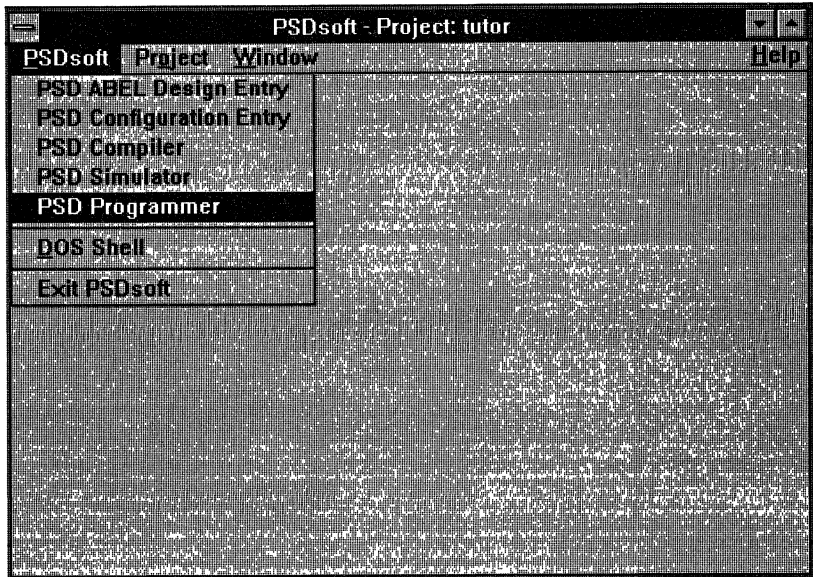 PSDsoft - Project: tutor
PSDsoft Project Window Help
PSD ABEL Design Entry
PSD Configuration Entry
PSD Compiler
PSD Simulator
PSD Programmer
DOS Shell
Exit PSDsoft